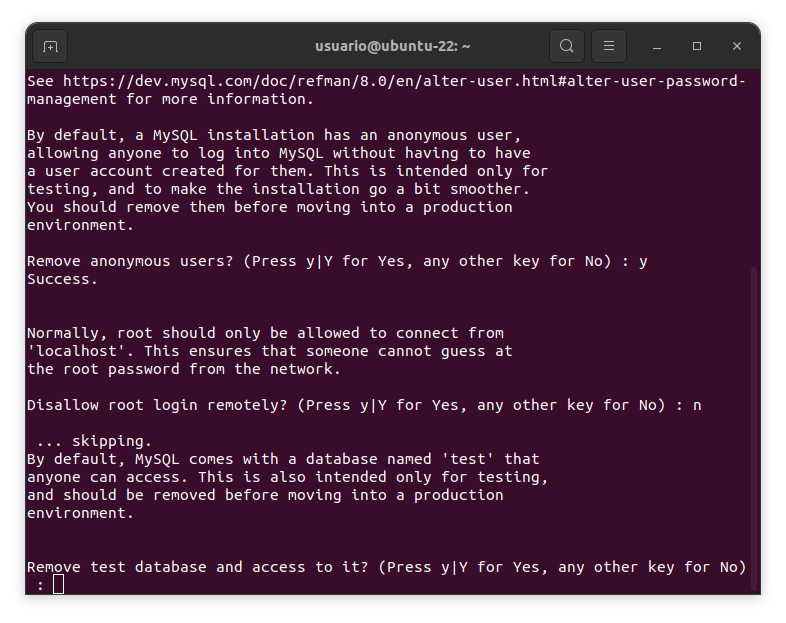 usuario@ubuntu-22: ~
See https://dev.mysql.com/doc/refman/8.0/en/alter-user.html#alter-user-password-
management for more information.
By default, a MySQL installation has an anonymous user,
allowing anyone to log into MySQL without having to have
a user account created for them. This is intended only for
testing, and to make the installation go a bit smoother.
You should remove them before moving into a production
environment.
Remove anonymous users? (Press y|Y for Yes, any other key for No) : y
Success.
Normally, root should only be allowed to connect from
'localhost'. This ensures that someone cannot guess at
the root password from the network.
Disallow root login remotely? (Press y|Y for Yes, any other key for No) : n
 ... skipping.
By default, MySQL comes with a database named 'test' that
anyone can access. This is also intended only for testing,
and should be removed before moving into a production
environment.
Remove test database and access to it? (Press y|Y for Yes, any other key for No)
 :